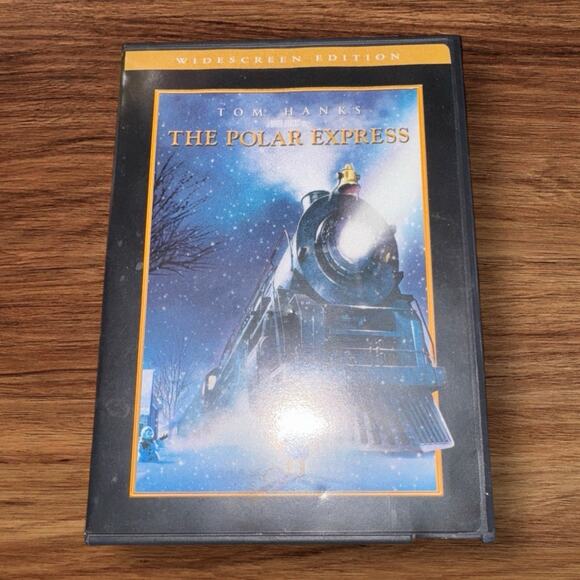 WIDESCREEN EDITION
TOM HANKS
THE POLAR EXPRESS